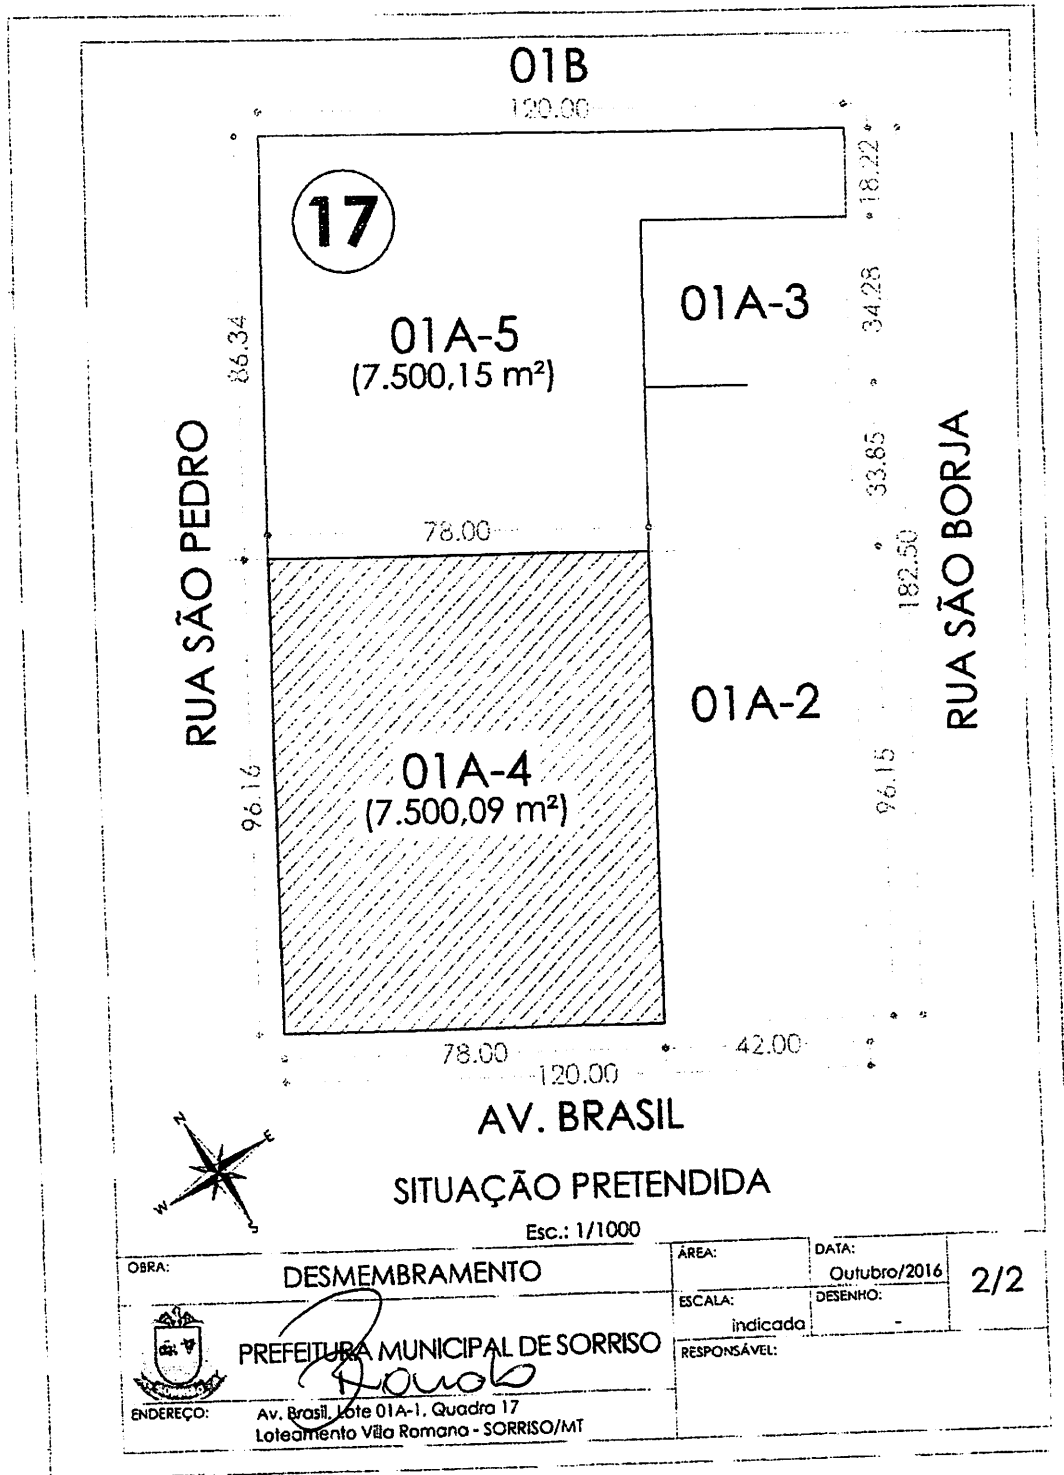 01B
120.00
17
18.22
01A-3
34.28
01A-5
(7.500,15 m²)
86.34
RUA SÃO PEDRO
33.85
RUA SÃO BORJA
78.00
182.50
01A-2
01A-4
(7.500,09 m²)
96.16
96.15
78.00
42.00
120.00
AV. BRASIL
N
E
W
S
SITUAÇÃO PRETENDIDA
Esc.: 1/1000
OBRA:
DESMEMBRAMENTO
ÁREA:
DATA:
Outubro/2016
2/2
ESCALA:
indicada
DESENHO:
-
PREFEITURA MUNICIPAL DE SORRISO
RESPONSÁVEL:
ENDEREÇO:
Av. Brasil, Lote 01A-1, Quadra 17
Loteamento Villa Romana - SORRISO/MT